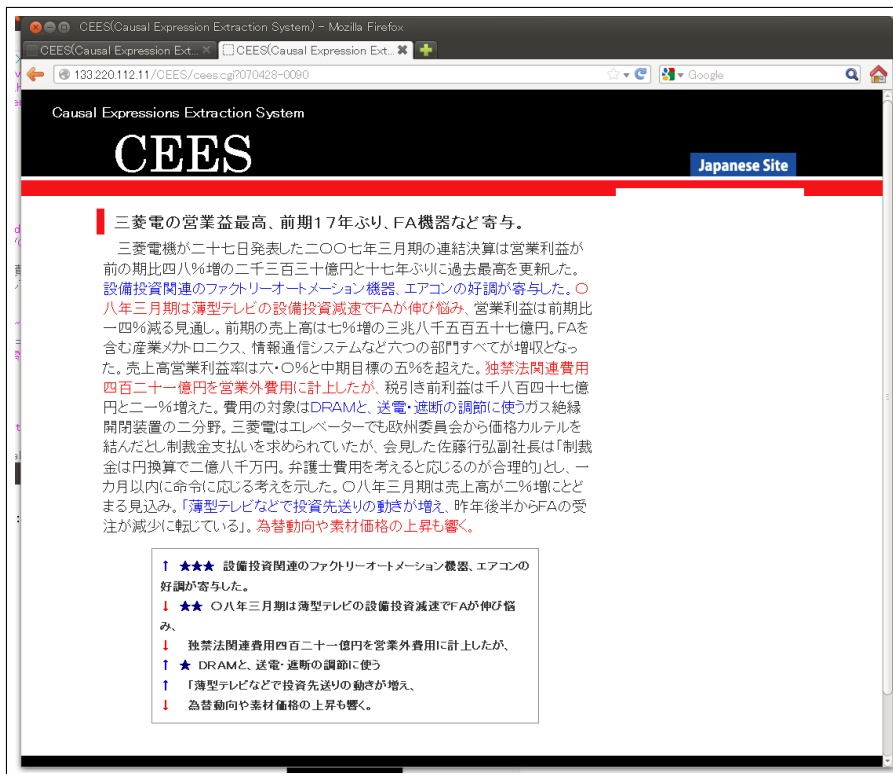 CEES(Causal Expression Extraction System) - Mozilla Firefox
CEES(Causal Expression Ext... CEES(Causal Expression Ext...
133.220.112.11/CEES/cees.cgi?070428-0090 Google
Causal Expressions Extraction System
CEES
Japanese Site
三菱電の営業益最高、前期17年ぶり、FA機器など寄与。
三菱電機が二十七日発表した二〇〇七年三月期の連結決算は営業利益が
前の期比四八%増の二千三百三十億円と十七年ぶりに過去最高を更新した。
設備投資関連のファクトリーオートメーション機器、エアコンの好調が寄与した。〇
八年三月期は薄型テレビの設備投資減速でFAが伸び悩み、営業利益は前期比
一四%減る見通し。前期の売上高は七%増の三兆八千五百五十七億円。FAを
含む産業メカトロニクス、情報通信システムなど六つの部門すべてが増収となっ
た。売上高営業利益率は六・〇%と中期目標の五%を超えた。独禁法関連費用
四百二十一億円を営業外費用に計上したが、税引き前利益は千八百四十七億
円と二一%増えた。費用の対象はDRAMと、送電・遮断の調節に使うガス絶縁
開閉装置の二分野。三菱電はエレベーターでも欧州委員会から価格カルテルを
結んだとし制裁金支払いを求められていたが、会見した佐藤行弘副社長は「制裁
金は円換算で二億八千万円。弁護士費用を考えると応じるのが合理的」とし、一
カ月以内に命令に応じる考えを示した。〇八年三月期は売上高が二%増にとど
まる見込み。「薄型テレビなどで投資先送りの動きが増え、昨年後半からFAの受
注が減少に転じている」。為替動向や素材価格の上昇も響く。
↑ ★★★ 設備投資関連のファクトリーオートメーション機器、エアコンの
好調が寄与した。
↓ ★★ 〇八年三月期は薄型テレビの設備投資減速でFAが伸び悩
み、
↓ 独禁法関連費用四百二十一億円を営業外費用に計上したが、
↑ ★ DRAMと、送電・遮断の調節に使う
↑ 「薄型テレビなどで投資先送りの動きが増え、
↓ 為替動向や素材価格の上昇も響く。